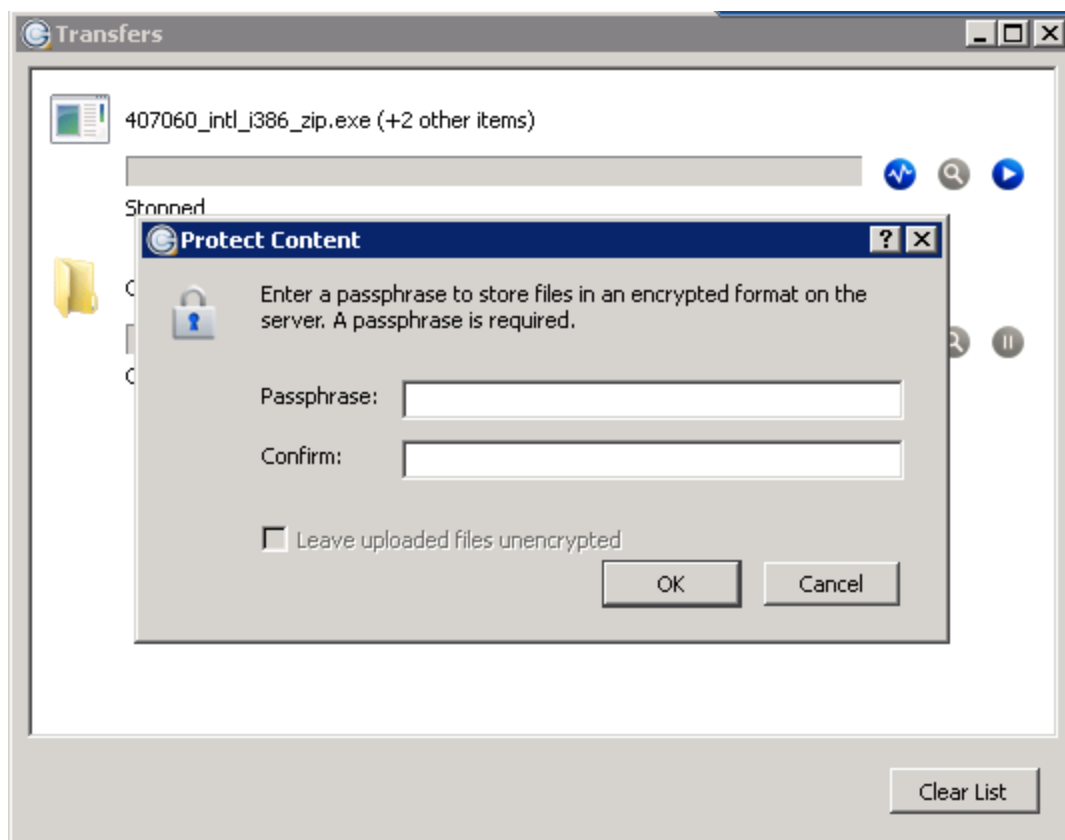 Transfers
407060_intl_i386_zip.exe (+2 other items)
Stopped
Protect Content
Enter a passphrase to store files in an encrypted format on the
server. A passphrase is required.
Passphrase:
Confirm:
Leave uploaded files unencrypted
OK
Cancel
Clear List